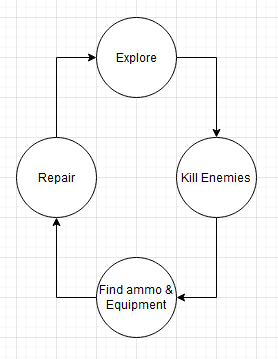 Explore
Repair
Kill Enemies
Find ammo &
Equipment